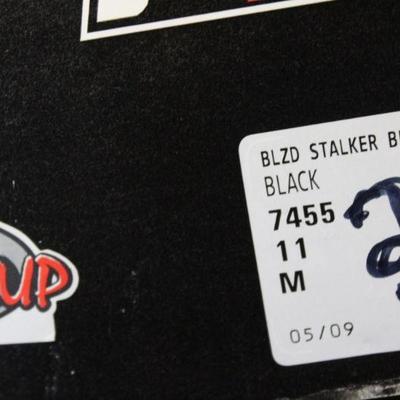 BLZD STALKER B
BLACK
7455
11
M
05/09
UP